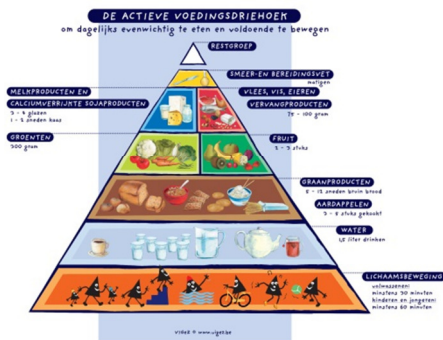 DE ACTIEVE VOEDINGSDRIEHOEK
om dagelijks evenwichtig te eten en voldoende te bewegen
RESTGROEP
SMEER- EN BEREIDINGSVET
matigen
MELKPRODUCTEN EN
CALCIUMVERRIJKTE SOJAPRODUCTEN
3 - 4 glazen
1 - 2 sneden kaas
VLEES, VIS, EIEREN
VERVANGPRODUCTEN
75 - 100 gram
GROENTEN
300 gram
FRUIT
2 - 3 stuks
GRAANPRODUCTEN
5 - 12 sneden bruin brood
AARDAPPELEN
3 - 5 stuks gekookt
WATER
1,5 liter drinken
LICHAAMSBEWEGING
volwassenen:
minstens 30 minuten
kinderen en jongeren:
minstens 60 minuten
www.vigez.be